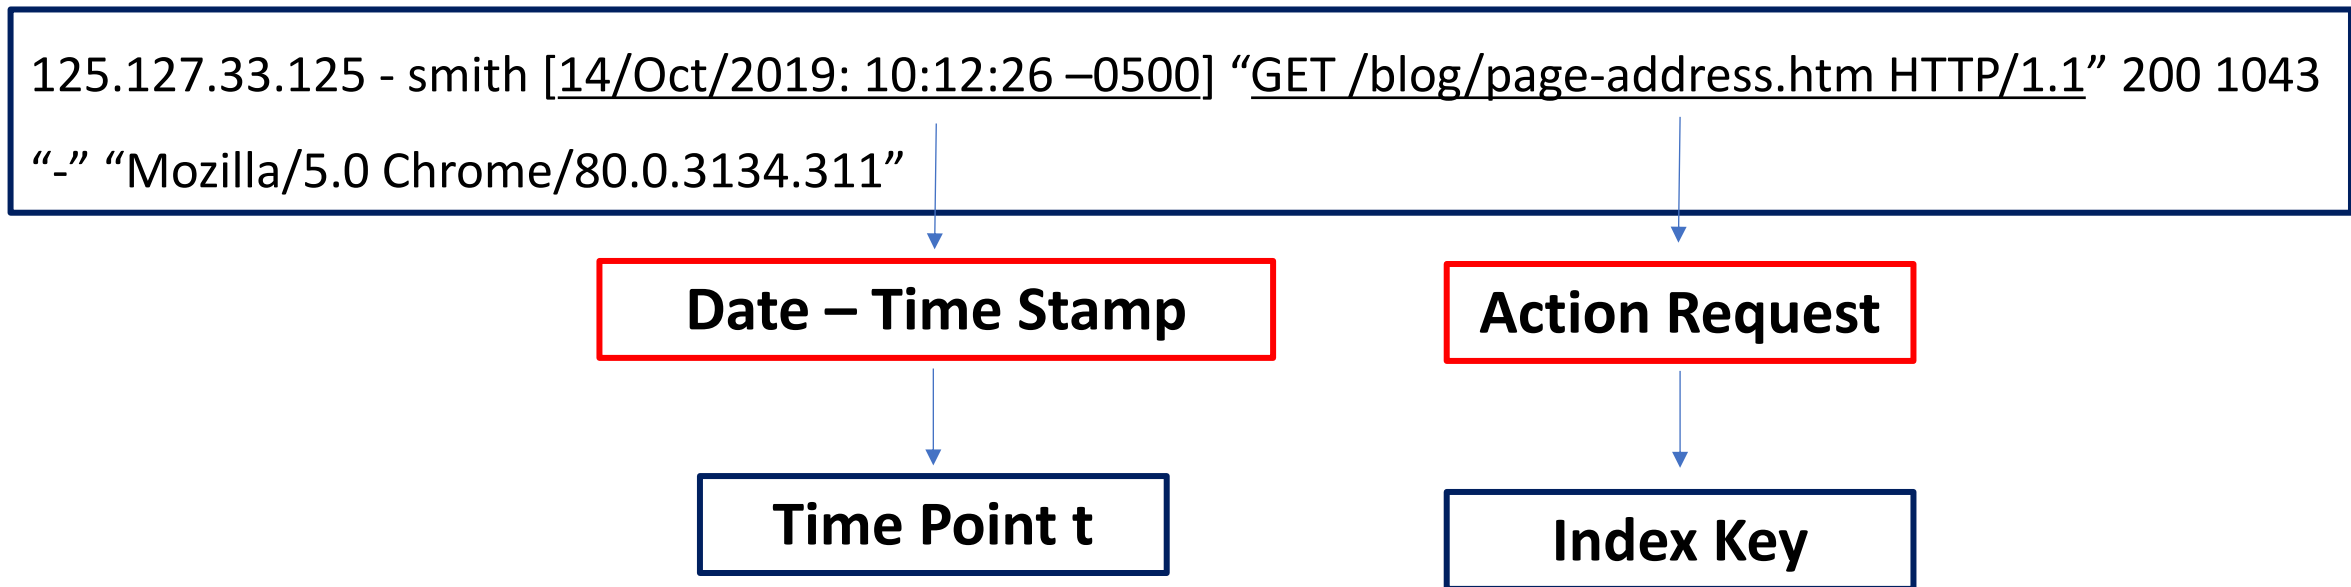 125.127.33.125 - smith [14/Oct/2019: 10:12:26 –0500] “GET /blog/page-address.htm HTTP/1.1” 200 1043
“-” “Mozilla/5.0 Chrome/80.0.3134.311”
Date – Time Stamp
Action Request
Time Point t
Index Key